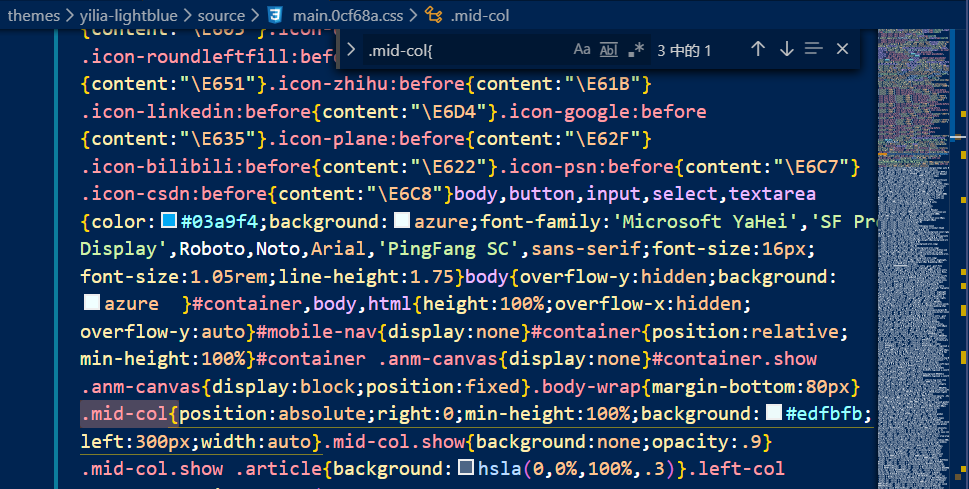 themes > yilia-lightblue > source > main.0cf68a.css > .mid-col
{content:"\E605"}.icon-
.mid-col{ Aa Ab .* 3 中的 1
.icon-roundleftfill:befo
{content:"\E651"}.icon-zhihu:before{content:"\E61B"}
.icon-linkedin:before{content:"\E6D4"}.icon-google:before
{content:"\E635"}.icon-plane:before{content:"\E62F"}
.icon-bilibili:before{content:"\E622"}.icon-psn:before{content:"\E6C7"}
.icon-csdn:before{content:"\E6C8"}body,button,input,select,textarea
{color:#03a9f4;background:azure;font-family:'Microsoft YaHei','SF Pro
Display',Roboto,Noto,Arial,'PingFang SC',sans-serif;font-size:16px;
font-size:1.05rem;line-height:1.75}body{overflow-y:hidden;background:
azure  }#container,body,html{height:100%;overflow-x:hidden;
overflow-y:auto}#mobile-nav{display:none}#container{position:relative;
min-height:100%}#container .anm-canvas{display:none}#container.show
.anm-canvas{display:block;position:fixed}.body-wrap{margin-bottom:80px}
.mid-col{position:absolute;right:0;min-height:100%;background:#edfbfb;
left:300px;width:auto}.mid-col.show{background:none;opacity:.9}
.mid-col.show .article{background:hsla(0,0%,100%,.3)}.left-col